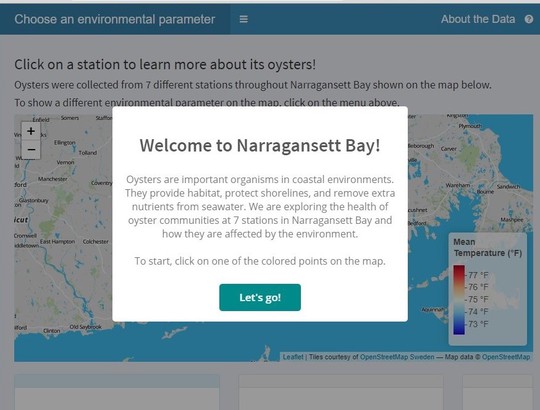 Choose an environmental parameter
About the Data
Click on a station to learn more about its oysters!
Oysters were collected from 7 different stations throughout Narragansett Bay shown on the map below.
To show a different environmental parameter on the map, click on the menu above.
+
−
Welcome to Narragansett Bay!
Oysters are important organisms in coastal environments.
They provide habitat, protect shorelines, and remove extra
nutrients from seawater. We are exploring the health of
oyster communities at 7 stations in Narragansett Bay and
how they are affected by the environment.
To start, click on one of the colored points on the map.
Let's go!
Somers
Enfield
Ellington
Tolland
Vernon
Manchester
Coventry
Glastonbury
Cromwell
East Hampton
Colchester
Middletown
Clinton
Old Saybrook
Kingston
Plymouth
Carver
Wareham
Bourne
Sandwich
Mashpee
Mean
Temperature (°F)
77 °F
76 °F
75 °F
74 °F
73 °F
Leaflet | Tiles courtesy of OpenStreetMap Sweden — Map data © OpenStreetMap